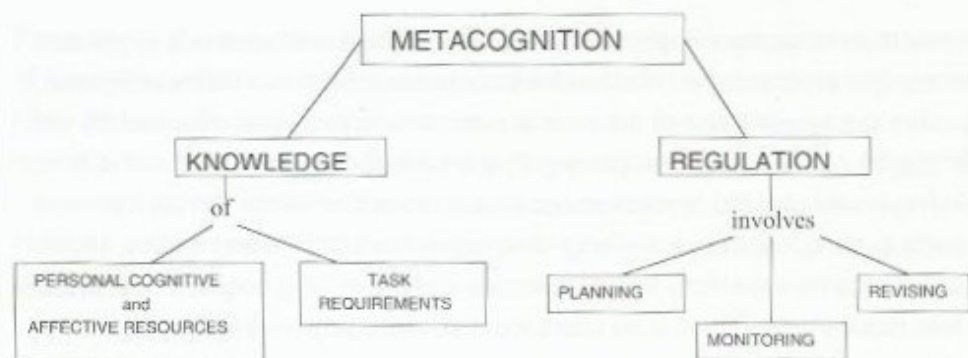 METACOGNITION
KNOWLEDGE
REGULATION
of
involves
PERSONAL COGNITIVE
and
AFFECTIVE RESOURCES
TASK
REQUIREMENTS
PLANNING
MONITORING
REVISING